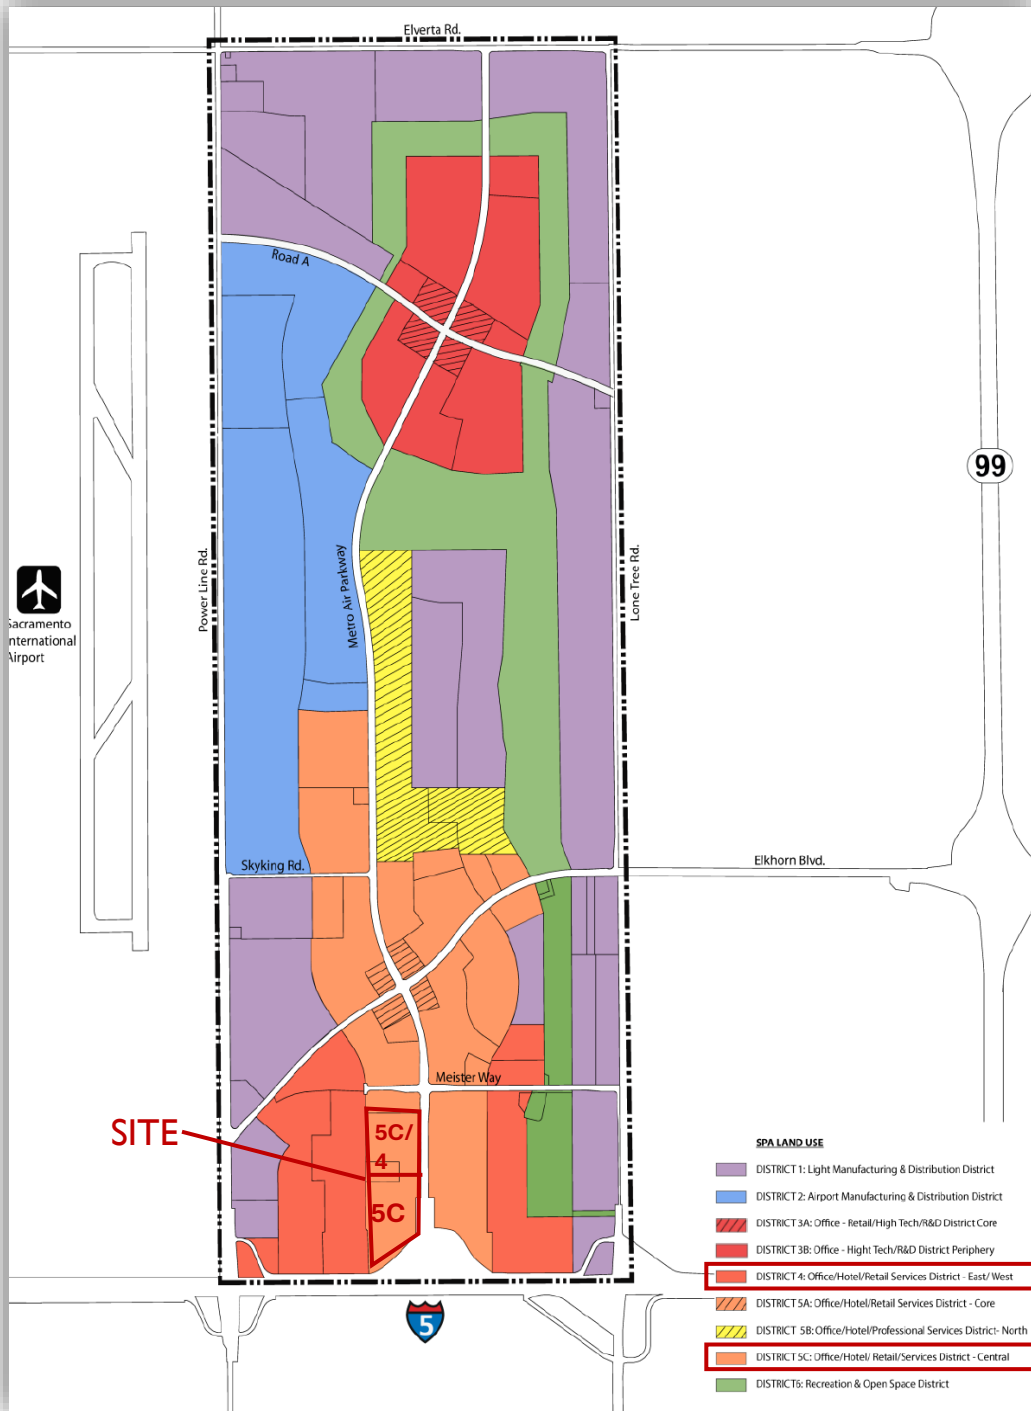 Elverta Rd.
Road A
99
Power Line Rd.
Metro Air Parkway
Lone Tree Rd.
Sacramento
International
Airport
Skyking Rd.
Elkhorn Blvd.
Meister Way
SITE
5C/
4
5C
5
SPA LAND USE
DISTRICT 1: Light Manufacturing & Distribution District
DISTRICT 2: Airport Manufacturing & Distribution District
DISTRICT 3A: Office - Retail/High Tech/R&D District Core
DISTRICT 3B: Office - Hight Tech/R&D District Periphery
DISTRICT 4: Office/Hotel/Retail Services District - East/ West
DISTRICT 5A: Office/Hotel/Retail Services District - Core
DISTRICT 5B: Office/Hotel/Professional Services District- North
DISTRICT 5C: Office/Hotel/ Retail/Services District - Central
DISTRICT6: Recreation & Open Space District